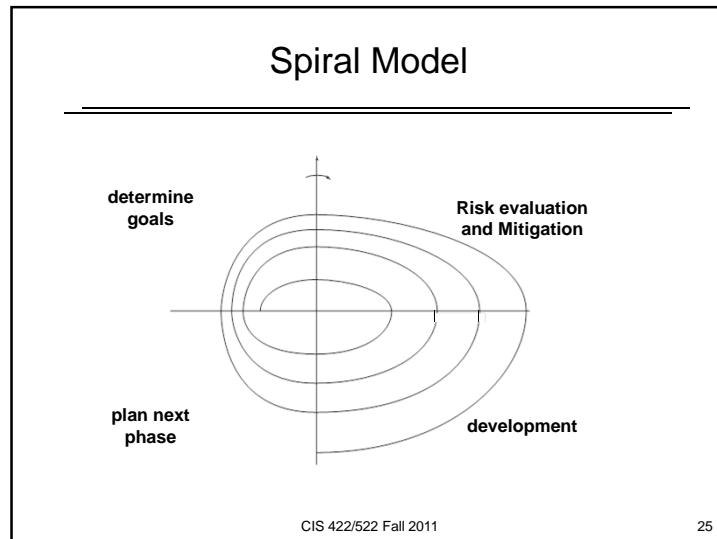 Spiral Model
determine
goals
Risk evaluation
and Mitigation
plan next
phase
development
CIS 422/522 Fall 2011
25